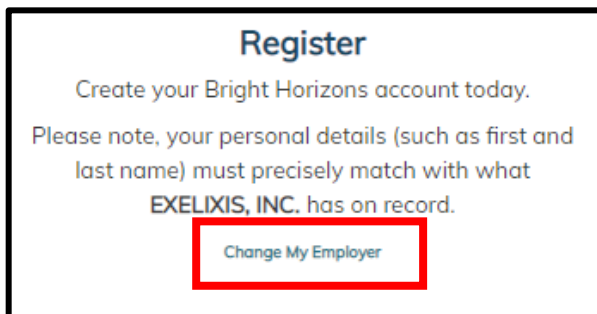 Register
Create your Bright Horizons account today.
Please note, your personal details (such as first and
last name) must precisely match with what
EXELIXIS, INC. has on record.
Change My Employer